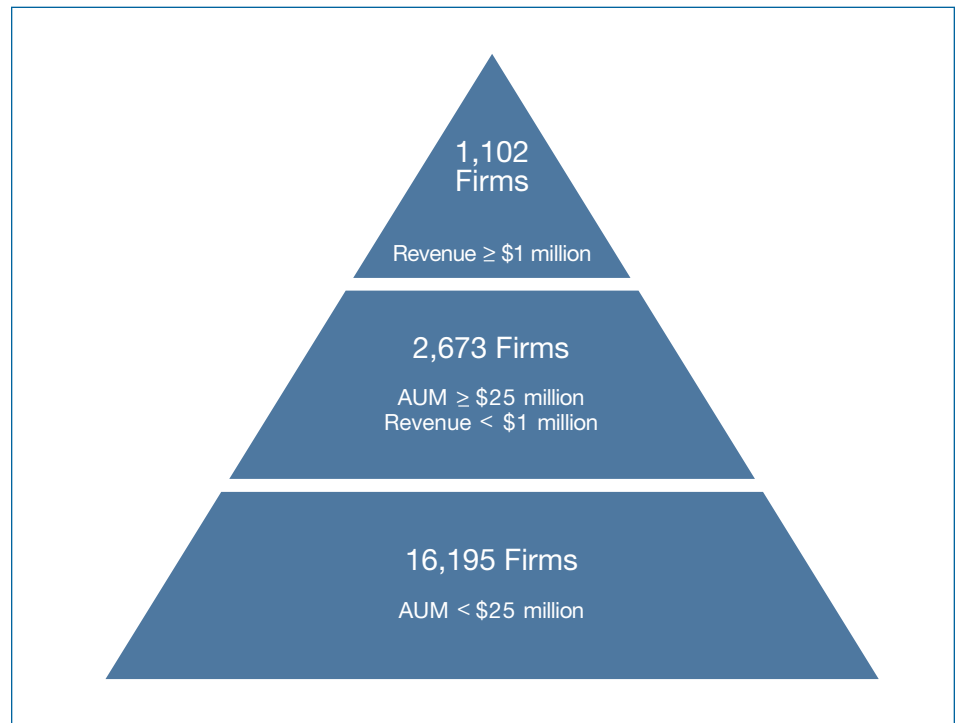 1,102
Firms
Revenue ≥ $1 million
2,673 Firms
AUM ≥ $25 million
Revenue < $1 million
16,195 Firms
AUM < $25 million